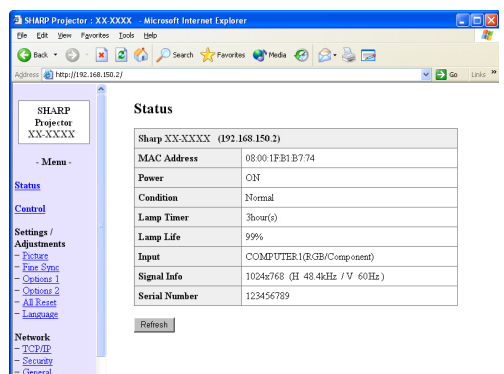 SHARP Projector : XX-XXXX - Microsoft Internet Explorer
File Edit View Favorites Tools Help
Back Search Favorites Media
Address http://192.168.150.2/ Go Links »
SHARP
Projector
XX-XXXX
- Menu -
Status
Control
Settings /
Adjustments
– Picture
– Fine Sync
– Options 1
– Options 2
– All Reset
– Language
Network
– TCP/IP
– Security
– General
Status
Sharp XX-XXXX (192.168.150.2)
MAC Address 08:00:1F:B1:B7:74
Power ON
Condition Normal
Lamp Timer 3hour(s)
Lamp Life 99%
Input COMPUTER1(RGB/Component)
Signal Info 1024x768 (H 48.4kHz / V 60Hz )
Serial Number 123456789
Refresh